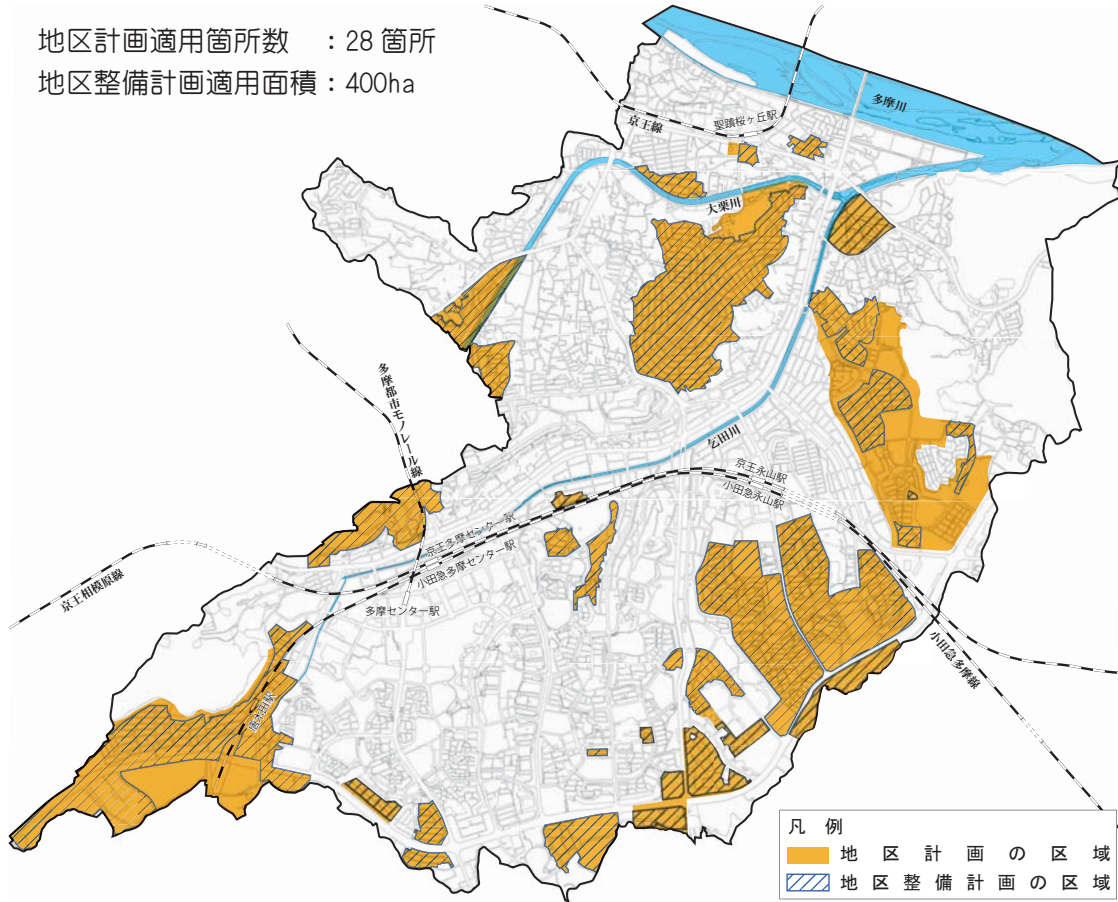 地区計画適用箇所数 : 28 箇所
地区整備計画適用面積 : 400ha
多摩川
京王線
聖蹟桜ヶ丘駅
大栗川
多摩都市モノレール線
乞田川
京王永山駅
小田急永山駅
京王多摩センター駅
小田急多摩センター駅
京王相模原線
多摩センター駅
小田急多摩線
唐木田駅
凡 例
地 区 計 画 の 区 域
地 区 整 備 計 画 の 区 域